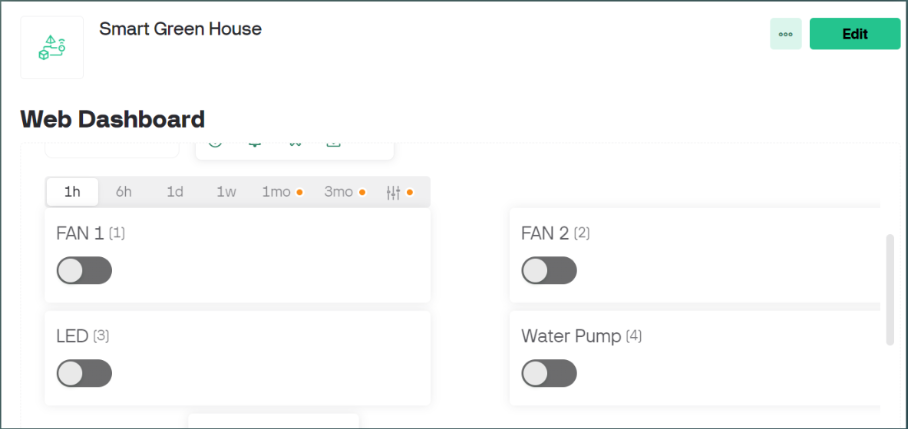 Smart Green House
Edit
Web Dashboard
1h 6h 1d 1w 1mo 3mo
FAN 1 (1)
FAN 2 (2)
LED (3)
Water Pump (4)